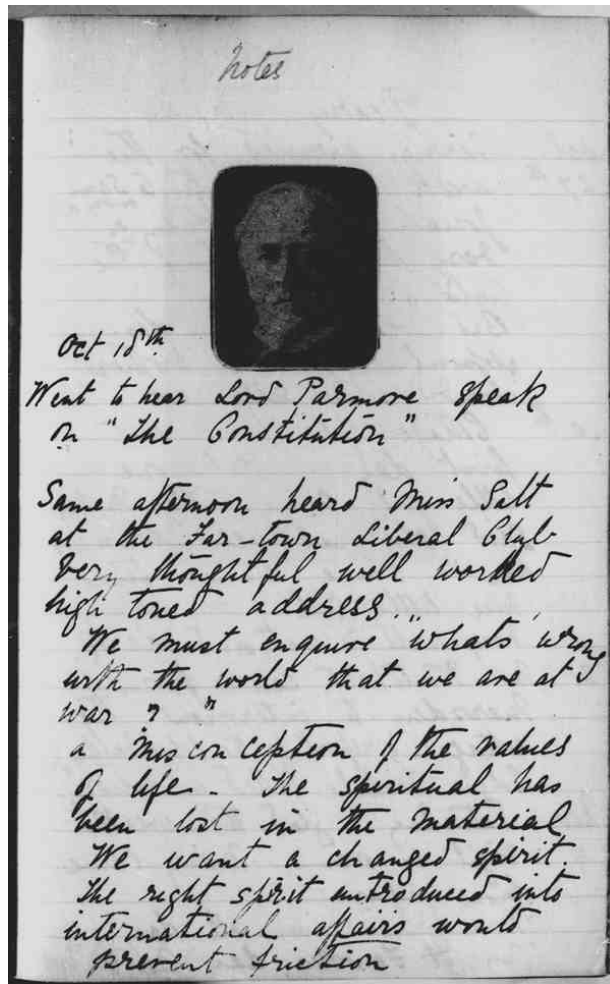 Notes
Oct 18th
Went to hear Lord Parmore speak
on "The Constitution"
Same afternoon heard Miss Salt
at the Far-town Liberal Club
Very thoughtful well worked
high toned address.
We must enquire "whats wrong
with the world that we are at
war? "
a misconception of the values
of life. The spiritual has
been lost in the material
We want a changed spirit.
The right spirit introduced into
international affairs would
prevent friction